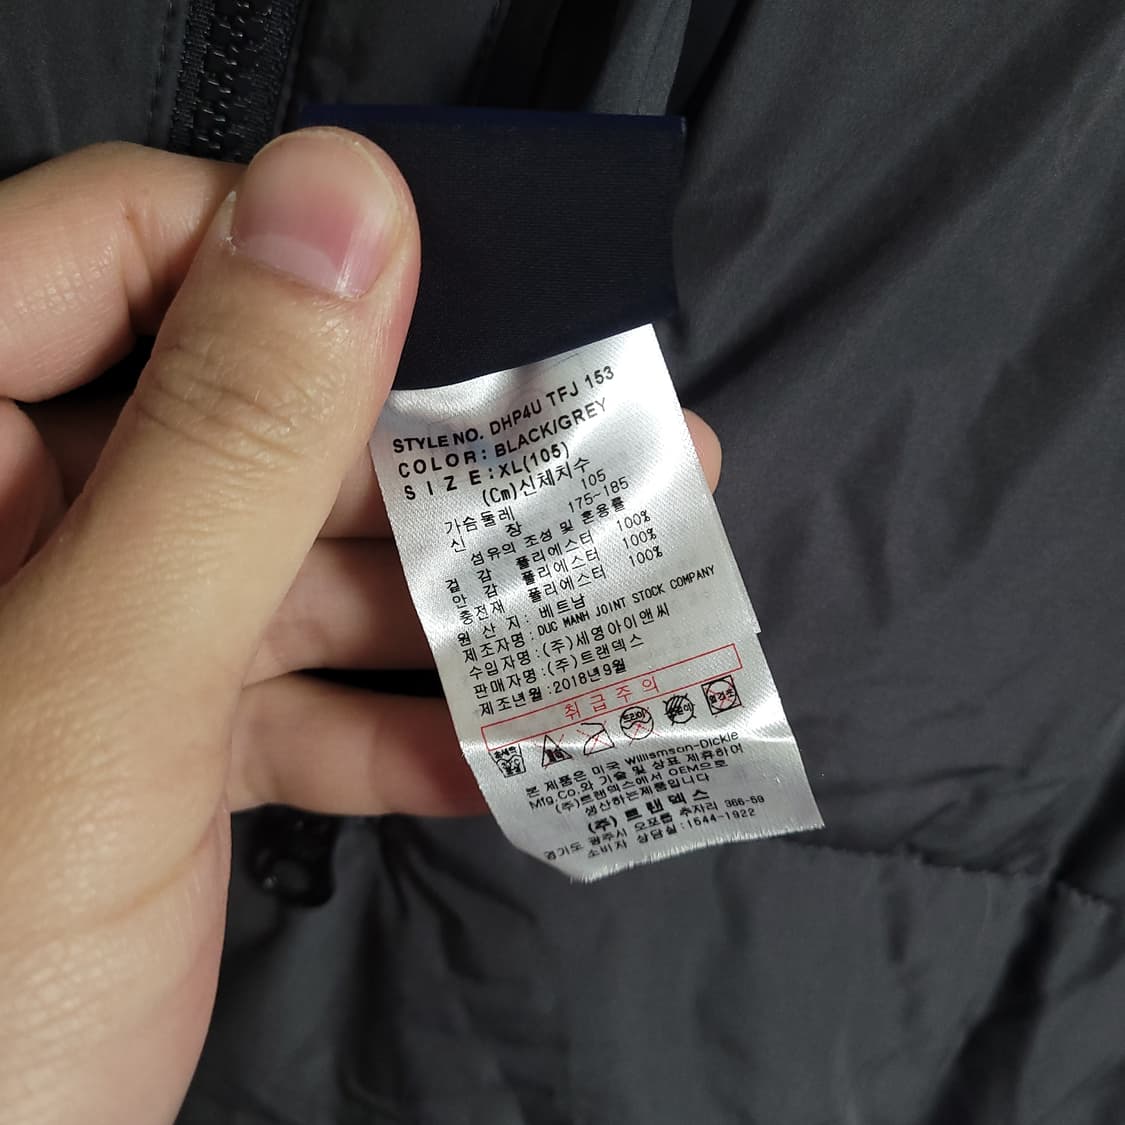 STYLE NO. DHP4U TFJ 153
COLOR: BLACK/GREY
SIZE: XL(105)
(Cm)신체치수
가슴둘레 105
신 장 175~185
섬유의 조성 및 혼용률
겉 감 폴리에스터 100%
안 감 폴리에스터 100%
충전재 폴리에스터 100%
원 산 지: 베트남
제조자명: DUC MANH JOINT STOCK COMPANY
수입자명:(주)세영아이앤씨
판매자명:(주)트랜덱스
제조년월:2018년9월
취급주의
드라이
염소
본 제품은 미국 Williamson-Dickie
Mfg.CO.와 기술 및 상표 제휴하여
(주)트랜덱스에서 OEM으로
생산하는제품입니다
(주)트랜덱스
경기도 광주시 오포읍 추자리 366-59
소비자 상담실:1544-1922